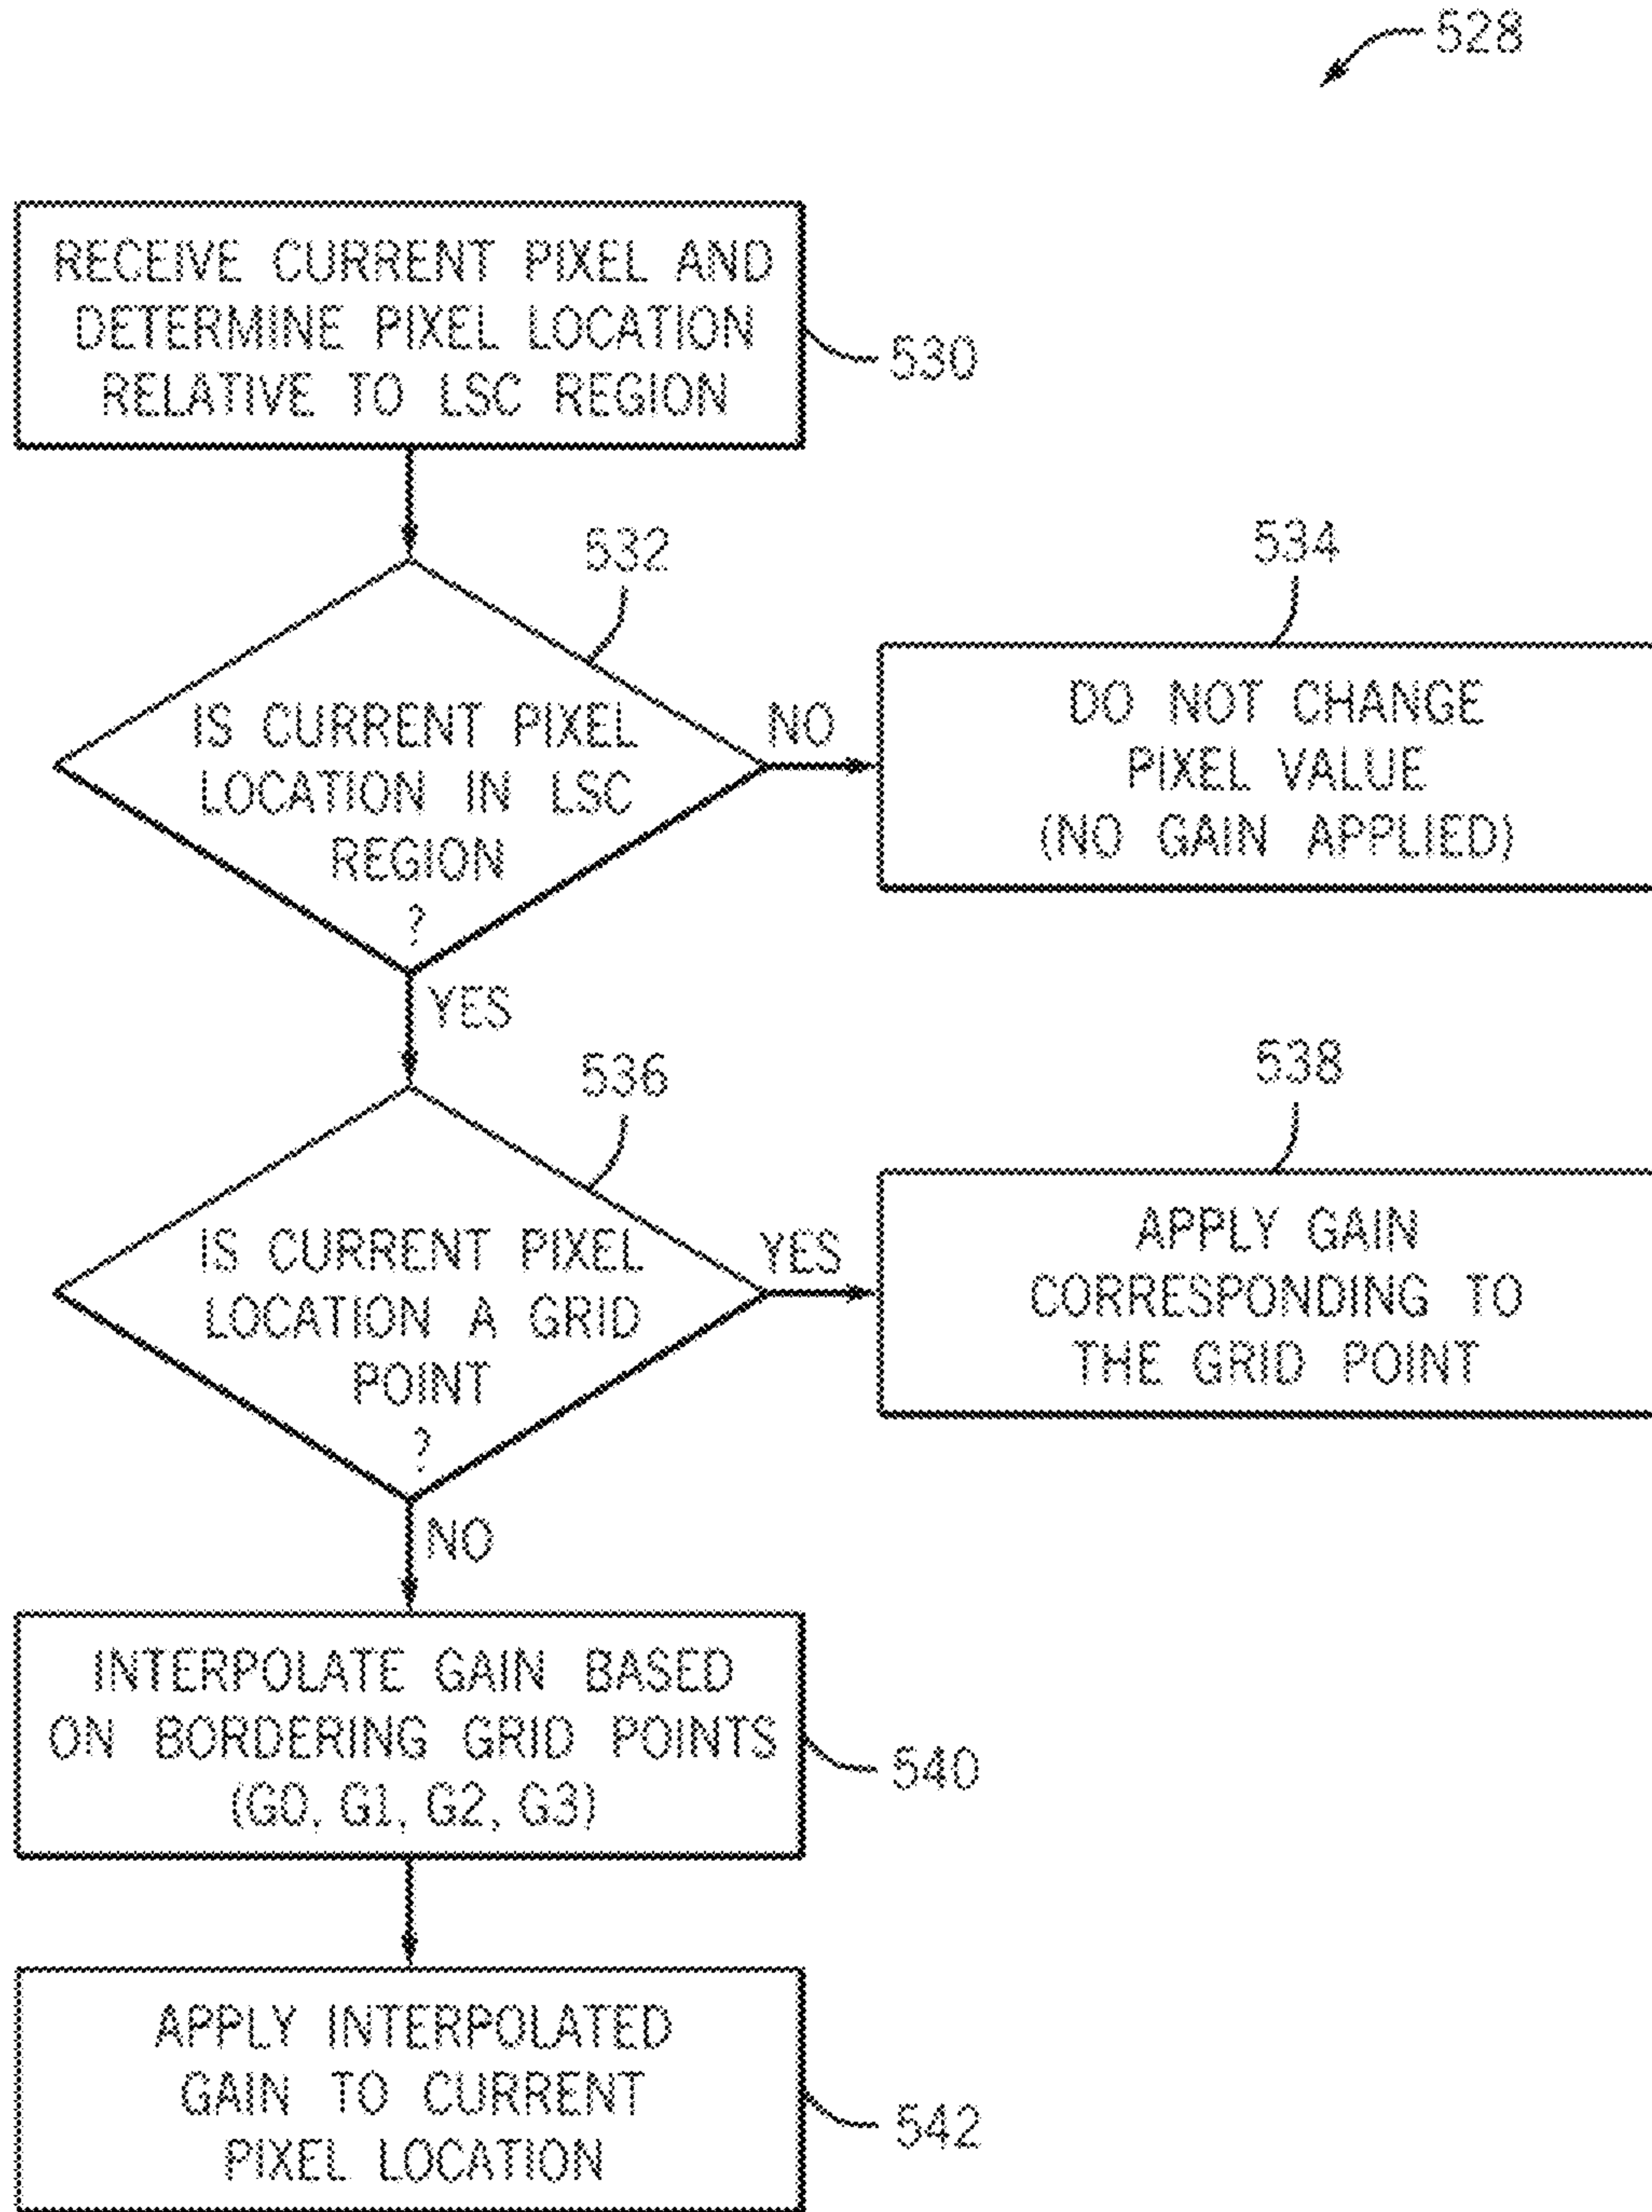 528
RECEIVE CURRENT PIXEL AND
DETERMINE PIXEL LOCATION
RELATIVE TO LSC REGION
530
532
IS CURRENT PIXEL
LOCATION IN LSC
REGION
?
NO
YES
534
DO NOT CHANGE
PIXEL VALUE
(NO GAIN APPLIED)
536
IS CURRENT PIXEL
LOCATION A GRID
POINT
?
YES
NO
538
APPLY GAIN
CORRESPONDING TO
THE GRID POINT
INTERPOLATE GAIN BASED
ON BORDERING GRID POINTS
(G0, G1, G2, G3)
540
APPLY INTERPOLATED
GAIN TO CURRENT
PIXEL LOCATION
542